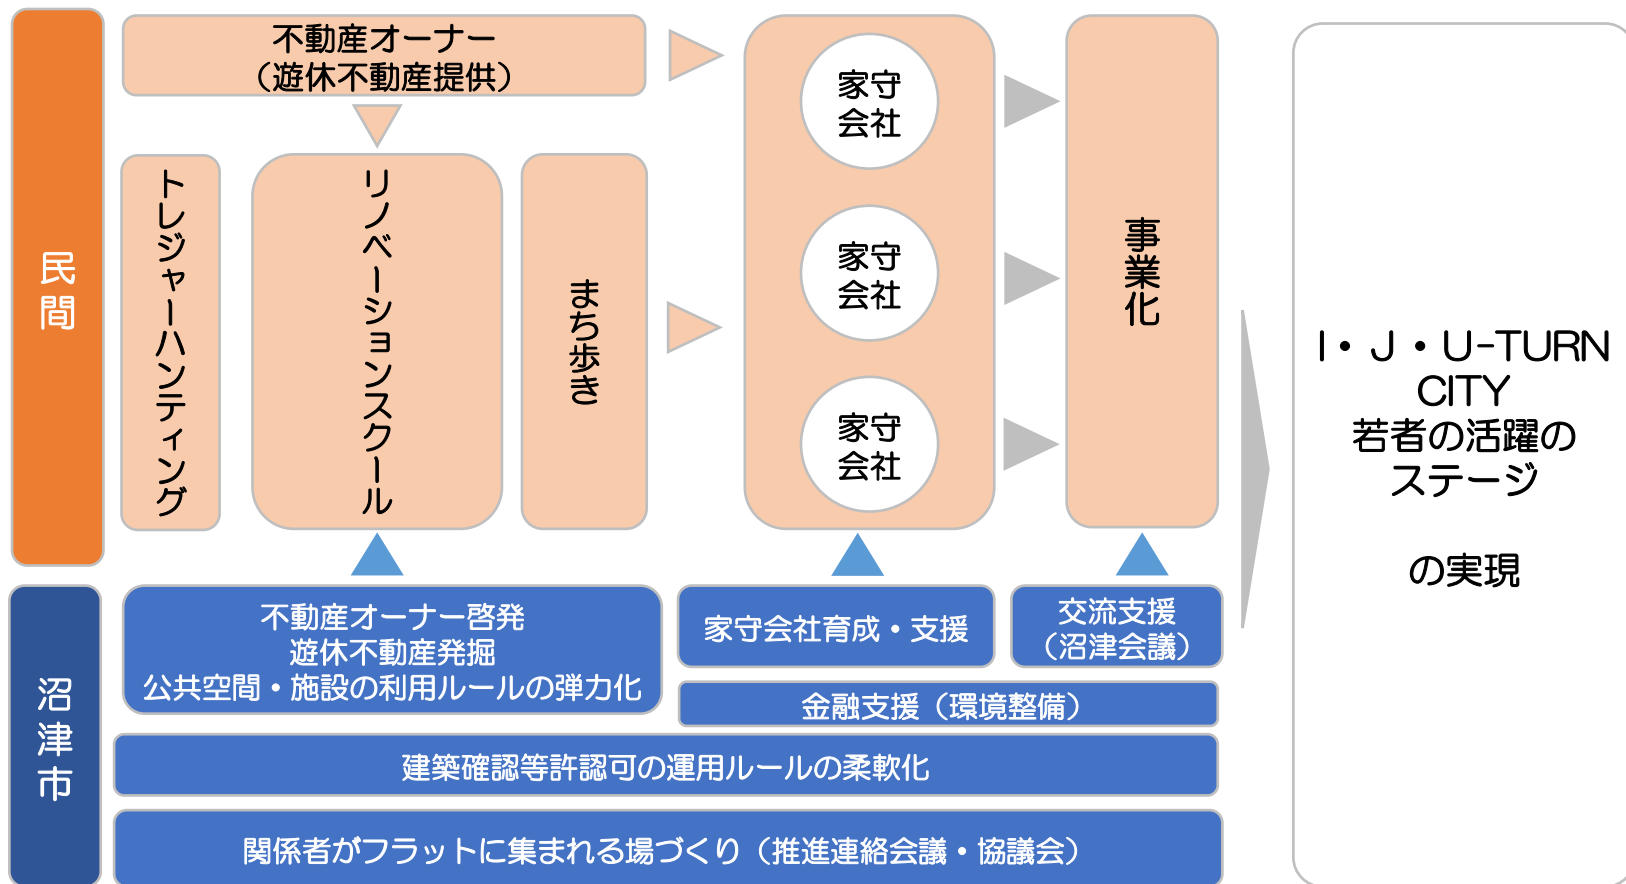 民間
不動産オーナー
（遊休不動産提供）
トレジャーハンティング
リノベーションスクール
まち歩き
家守
会社
家守
会社
家守
会社
事業化
I・J・U-TURN
CITY
若者の活躍の
ステージ
の実現
沼津市
不動産オーナー啓発
遊休不動産発掘
公共空間・施設の利用ルールの弾力化
家守会社育成・支援
交流支援
（沼津会議）
金融支援（環境整備）
建築確認等許認可の運用ルールの柔軟化
関係者がフラットに集まれる場づくり（推進連絡会議・協議会）